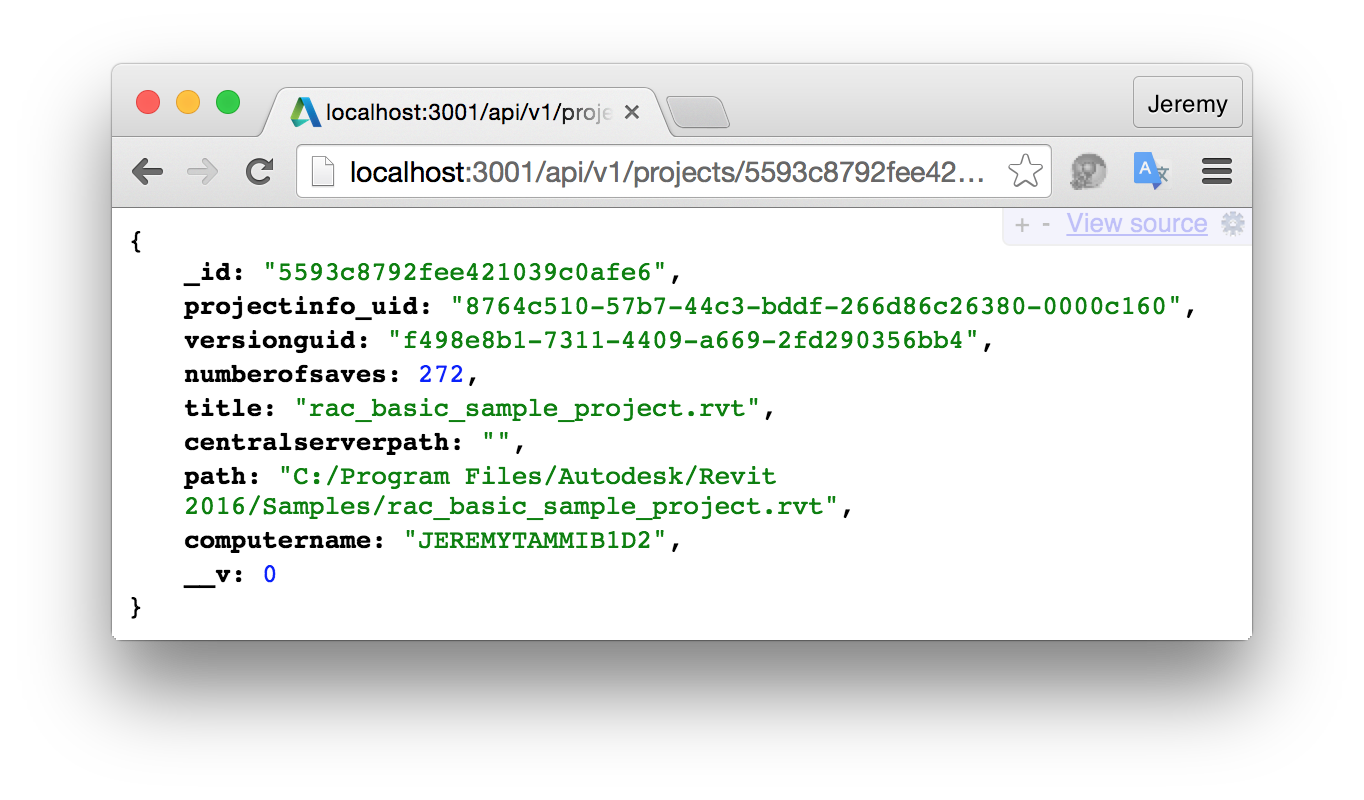 localhost:3001/api/v1/proje
Jeremy
localhost:3001/api/v1/projects/5593c8792fee42...
+ - View source
{
_id: "5593c8792fee421039c0afe6",
projectinfo_uid: "8764c510-57b7-44c3-bddf-266d86c26380-0000c160",
versionguid: "f498e8b1-7311-4409-a669-2fd290356bb4",
numberofsaves: 272,
title: "rac_basic_sample_project.rvt",
centralserverpath: "",
path: "C:/Program Files/Autodesk/Revit
2016/Samples/rac_basic_sample_project.rvt",
computername: "JEREMYTAMMIB1D2",
__v: 0
}